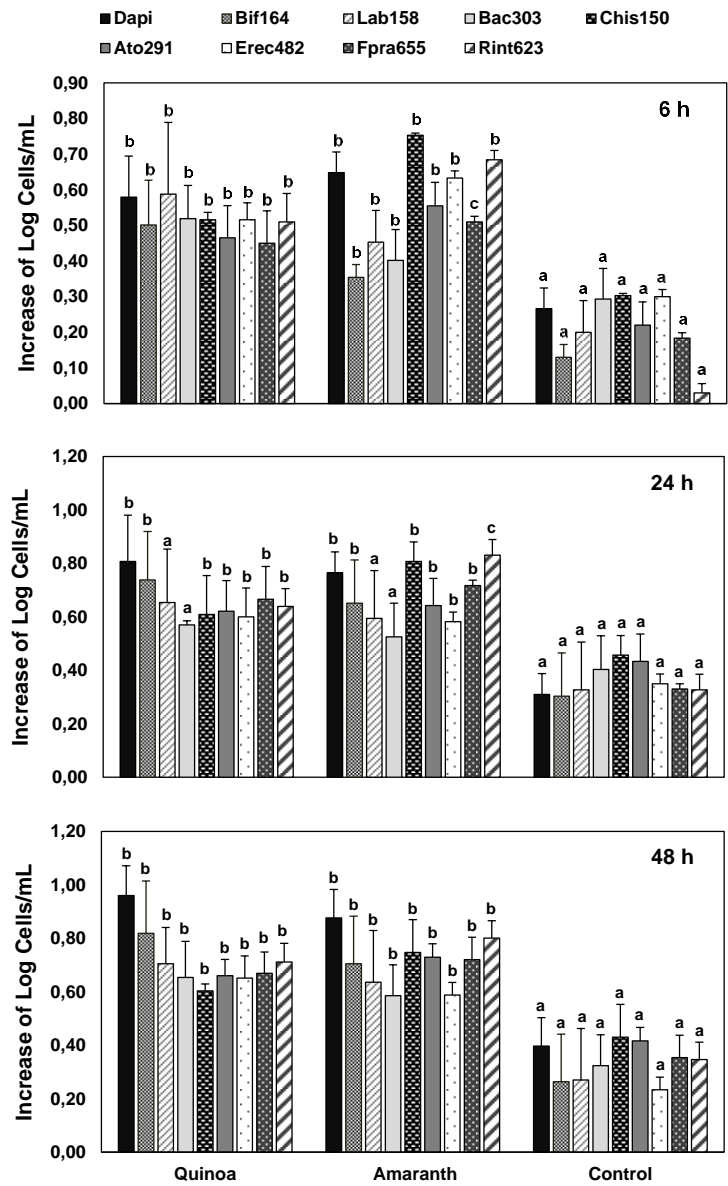 Dapi Bif164 Lab158 Bac303 Chis150
Ato291 Erec482 Fpra655 Rint623
Increase of Log Cells/mL
6 h
0,90
0,80
0,70
0,60
0,50
0,40
0,30
0,20
0,10
0,00
b b b b b b b b b
b b b b b b b c b
a a a a a a a a a
Increase of Log Cells/mL
24 h
1,20
1,00
0,80
0,60
0,40
0,20
0,00
b b a a b b b b b
b b a a b b b b c
a a a a a a a a a
Increase of Log Cells/mL
48 h
1,20
1,00
0,80
0,60
0,40
0,20
0,00
b b b b b b b b b
b b b b b b b b b
a a a a a a a a a
Quinoa Amaranth Control